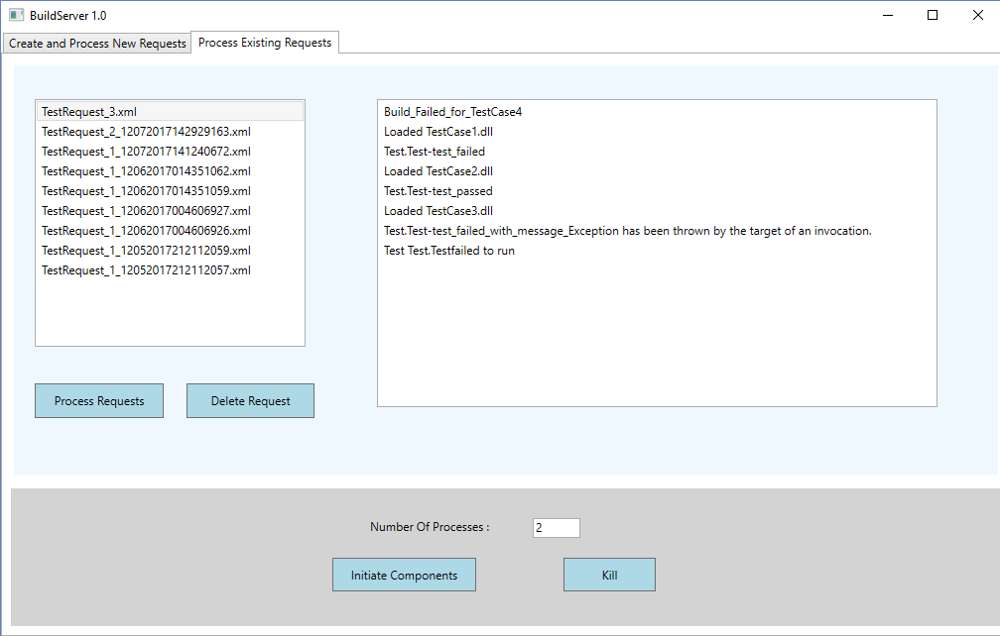 BuildServer 1.0
Create and Process New Requests
Process Existing Requests
TestRequest_3.xml
TestRequest_2_12072017142929163.xml
TestRequest_1_12072017141240672.xml
TestRequest_1_12062017014351062.xml
TestRequest_1_12062017014351059.xml
TestRequest_1_12062017004606927.xml
TestRequest_1_12062017004606926.xml
TestRequest_1_12052017212112059.xml
TestRequest_1_12052017212112057.xml
Build_Failed_for_TestCase4
Loaded TestCase1.dll
Test.Test-test_failed
Loaded TestCase2.dll
Test.Test-test_passed
Loaded TestCase3.dll
Test.Test-test_failed_with_message_Exception has been thrown by the target of an invocation.
Test Test.Testfailed to run
Process Requests
Delete Request
Number Of Processes :
2
Initiate Components
Kill